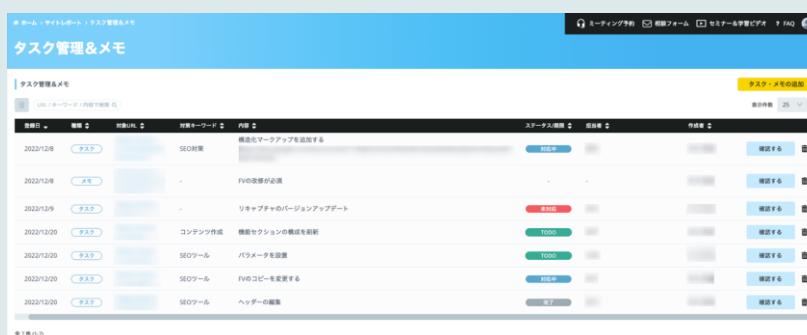 ホーム > サイトレポート > タスク管理&メモ
ミーティング予約 相談フォーム セミナー&学習ビデオ ? FAQ
タスク管理&メモ
タスク管理&メモ
タスク・メモの追加
URL / キーワード / 内容で検索
表示件数 25
登録日 種類 対象URL 対策キーワード 内容 ステータス/期限 担当者 作成者
2022/12/8 タスク SEO対策 構造化マークアップを追加する 対応中 確認する
2022/12/8 メモ - FVの改修が必須 - - 確認する
2022/12/9 タスク - リキャプチャのバージョンアップデート 未対応 確認する
2022/12/20 タスク コンテンツ作成 機能セクションの構成を刷新 TODO 確認する
2022/12/20 タスク SEOツール パラメータを設置 TODO 確認する
2022/12/20 タスク SEOツール FVのコピーを変更する 対応中 確認する
2022/12/20 タスク SEOツール ヘッダーの編集 完了 確認する